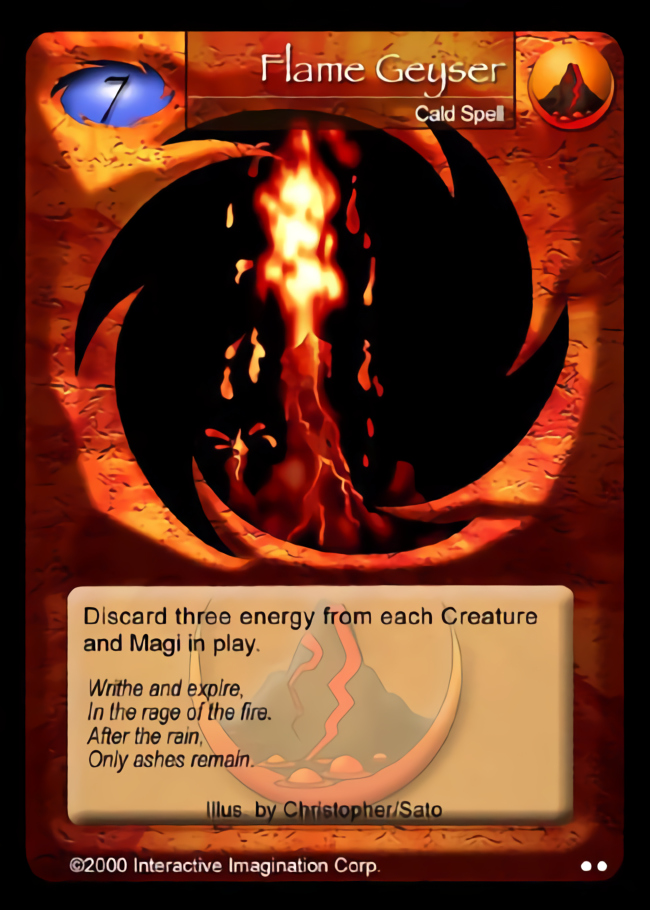 7
Flame Geyser
Cald Spell
Discard three energy from each Creature
and Magi in play.
Writhe and expire,
In the rage of the fire.
After the rain,
Only ashes remain.
Illus. by Christopher/Sato
©2000 Interactive Imagination Corp.